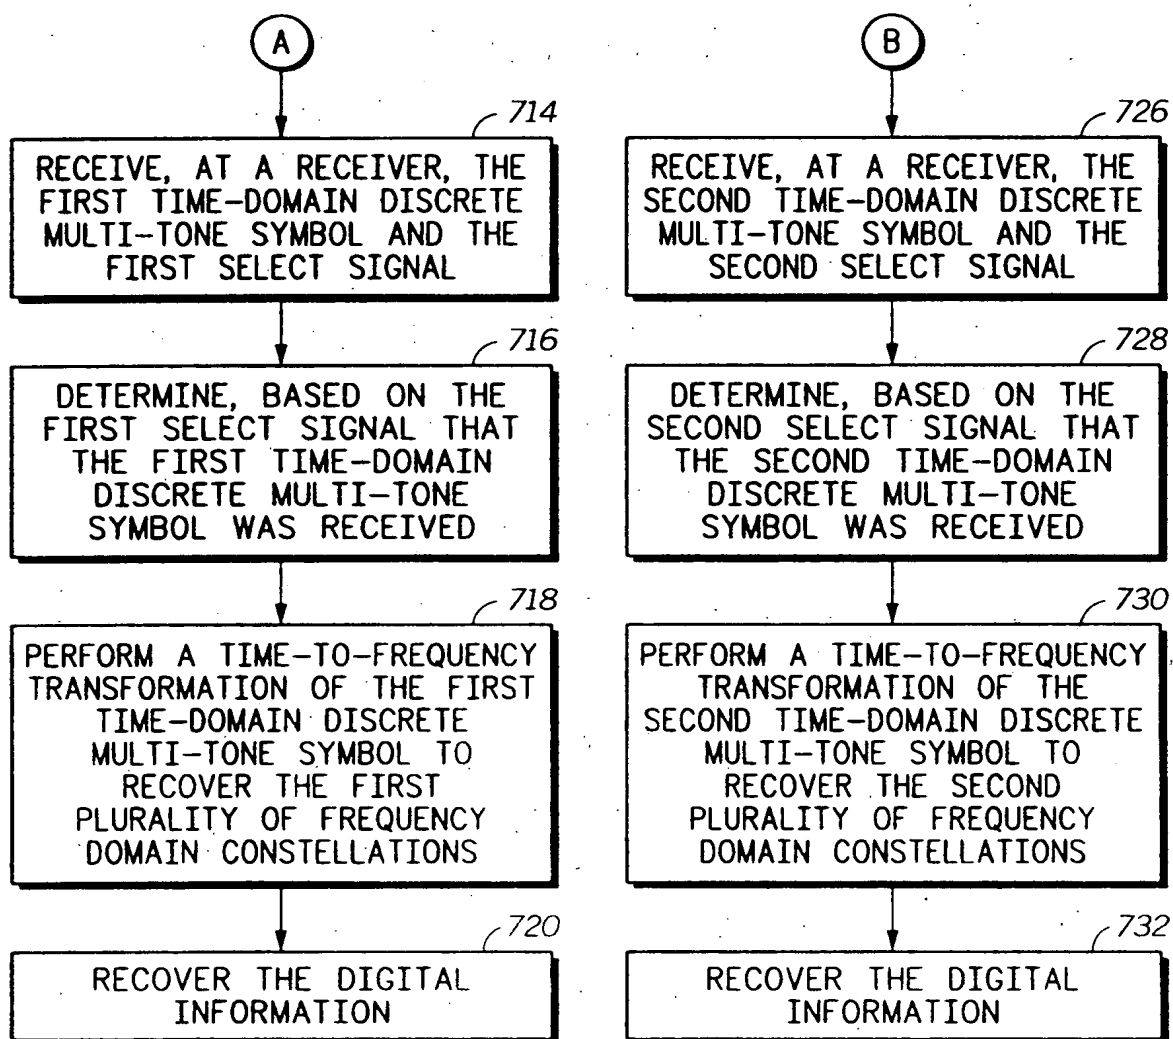 A
714
RECEIVE, AT A RECEIVER, THE
FIRST TIME-DOMAIN DISCRETE
MULTI-TONE SYMBOL AND THE
FIRST SELECT SIGNAL
716
DETERMINE, BASED ON THE
FIRST SELECT SIGNAL THAT
THE FIRST TIME-DOMAIN
DISCRETE MULTI-TONE
SYMBOL WAS RECEIVED
718
PERFORM A TIME-TO-FREQUENCY
TRANSFORMATION OF THE FIRST
TIME-DOMAIN DISCRETE
MULTI-TONE SYMBOL TO
RECOVER THE FIRST
PLURALITY OF FREQUENCY
DOMAIN CONSTELLATIONS
720
RECOVER THE DIGITAL
INFORMATION
B
726
RECEIVE, AT A RECEIVER, THE
SECOND TIME-DOMAIN DISCRETE
MULTI-TONE SYMBOL AND THE
SECOND SELECT SIGNAL
728
DETERMINE, BASED ON THE
SECOND SELECT SIGNAL THAT
THE SECOND TIME-DOMAIN
DISCRETE MULTI-TONE
SYMBOL WAS RECEIVED
730
PERFORM A TIME-TO-FREQUENCY
TRANSFORMATION OF THE
SECOND TIME-DOMAIN DISCRETE
MULTI-TONE SYMBOL TO
RECOVER THE SECOND
PLURALITY OF FREQUENCY
DOMAIN CONSTELLATIONS
732
RECOVER THE DIGITAL
INFORMATION